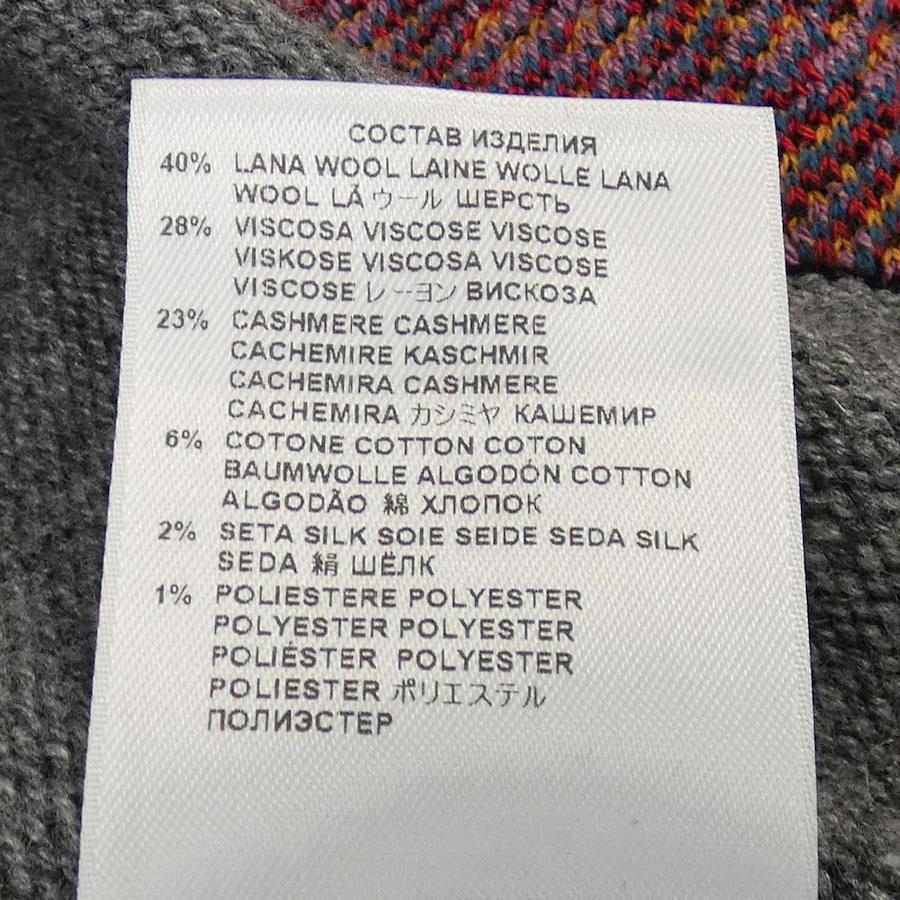 СОСТАВ ИЗДЕЛИЯ
40% LANA WOOL LAINE WOLLE LANA
WOOL LÃ ウール ШЕРСТЬ
28% VISCOSA VISCOSE VISCOSE
VISKOSE VISCOSA VISCOSE
VISCOSE レーヨン ВИСКОЗА
23% CASHMERE CASHMERE
CACHEMIRE KASCHMIR
CACHEMIRA CASHMERE
CACHEMIRA カシミヤ КАШЕМИР
6% COTONE COTTON COTON
BAUMWOLLE ALGODÓN COTTON
ALGODÃO 綿 ХЛОПОК
2% SETA SILK SOIE SEIDE SEDA SILK
SEDA 絹 ШЁЛК
1% POLIESTERE POLYESTER
POLYESTER POLYESTER
POLIÉSTER POLYESTER
POLIESTER ポリエステル
ПОЛИЭСТЕР